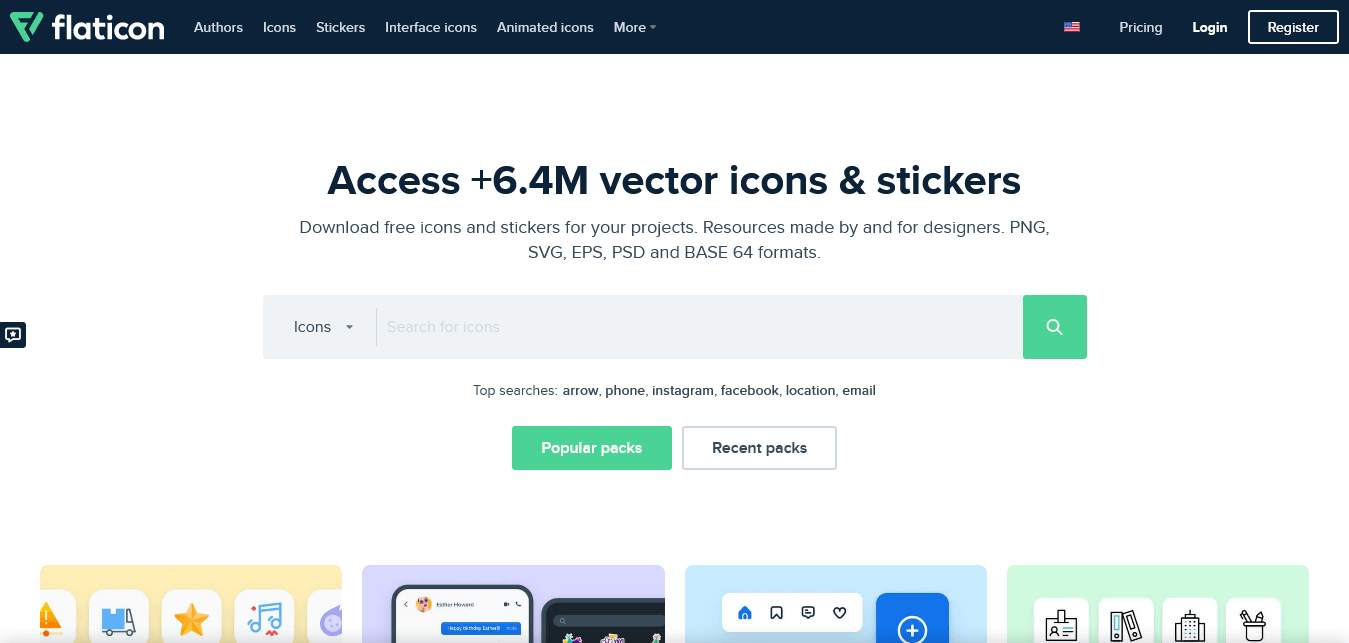 flaticon
Authors
Icons
Stickers
Interface icons
Animated icons
More
Pricing
Login
Register
Access +6.4M vector icons & stickers
Download free icons and stickers for your projects. Resources made by and for designers. PNG,
SVG, EPS, PSD and BASE 64 formats.
Icons
Search for icons
Top searches: arrow, phone, instagram, facebook, location, email
Popular packs
Recent packs
Esther Howard
Happy birthday Esther!!